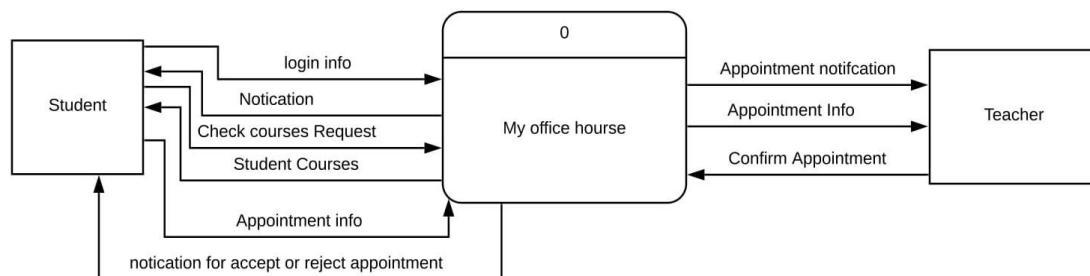 0
login info
Appointment notifcation
Student
Notication
Appointment Info
Teacher
My office hourse
Check courses Request
Student Courses
Confirm Appointment
Appointment info
notication for accept or reject appointment